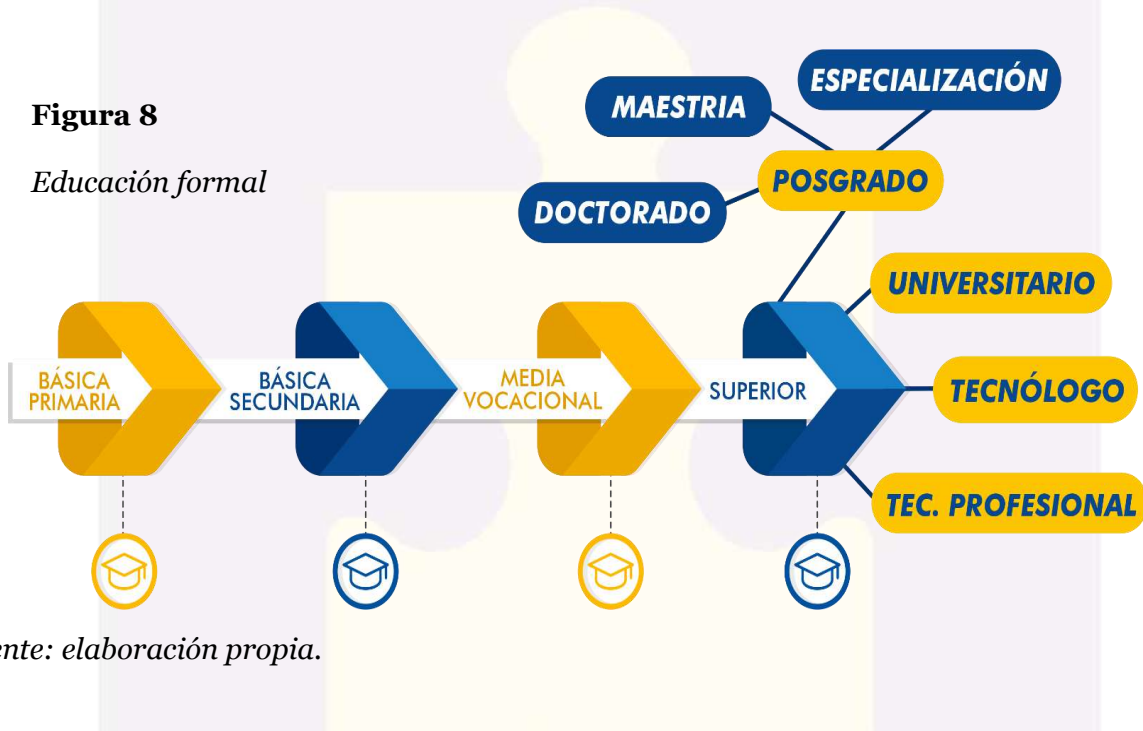 Figura 8
Educación formal
MAESTRIA
ESPECIALIZACIÓN
DOCTORADO
POSGRADO
UNIVERSITARIO
TECNÓLOGO
TEC. PROFESIONAL
BÁSICA
PRIMARIA
BÁSICA
SECUNDARIA
MEDIA
VOCACIONAL
SUPERIOR
ente: elaboración propia.